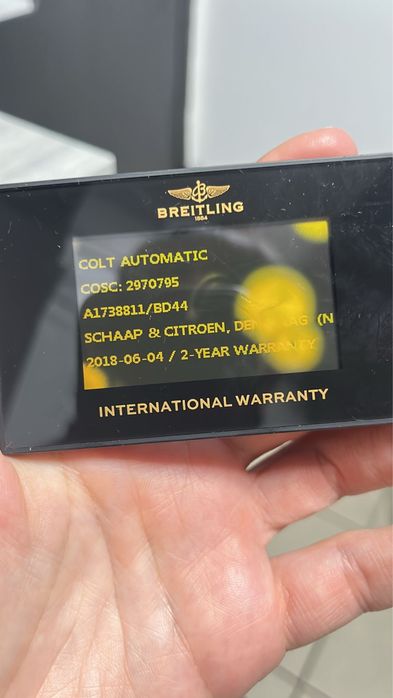 BREITLING
1884
COLT AUTOMATIC
COSC: 2970795
A1738811/BD44
SCHAAP & CITROEN, DEN HAAG (N
2018-06-04 / 2-YEAR WARRANTY
INTERNATIONAL WARRANTY